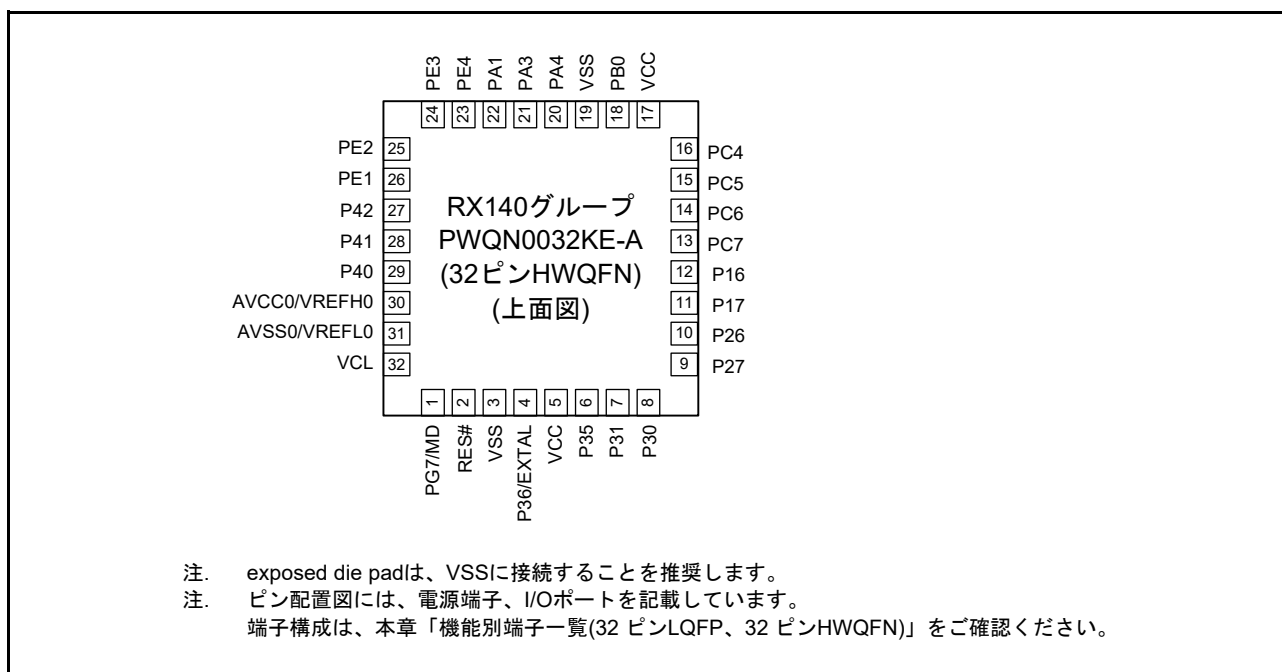 PE3
PE4
PA1
PA3
PA4
VSS
PB0
VCC
24
23
22
21
20
19
18
17
PE2 25
PE1 26
P42 27
P41 28
P40 29
AVCC0/VREFH0 30
AVSS0/VREFL0 31
VCL 32
RX140グループ
PWQN0032KE-A
(32ピンHWQFN)
(上面図)
16 PC4
15 PC5
14 PC6
13 PC7
12 P16
11 P17
10 P26
9 P27
1
2
3
4
5
6
7
8
PG7/MD
RES#
VSS
P36/EXTAL
VCC
P35
P31
P30
注. exposed die padは、VSSに接続することを推奨します。
注. ピン配置図には、電源端子、I/Oポートを記載しています。
端子構成は、本章「機能別端子一覧(32 ピンLQFP、32 ピンHWQFN)」をご確認ください。